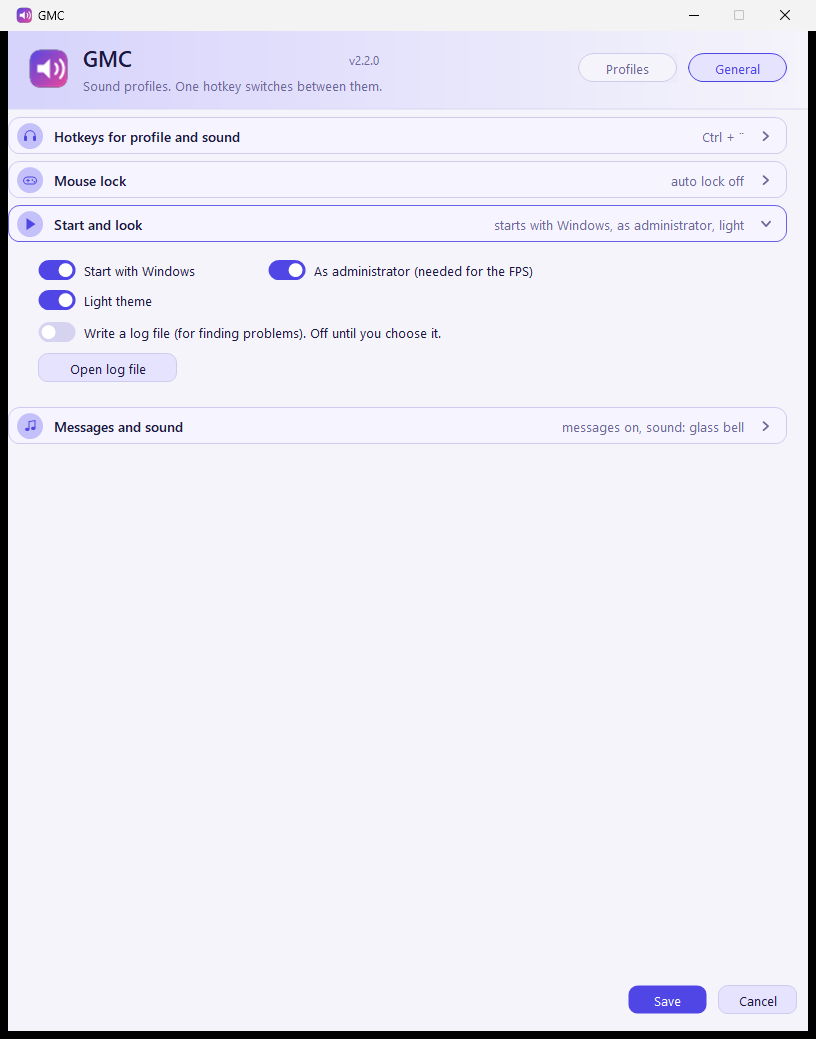 GMC
GMC
v2.2.0
Sound profiles. One hotkey switches between them.
Profiles
General
Hotkeys for profile and sound
Ctrl + ¨
Mouse lock
auto lock off
Start and look
starts with Windows, as administrator, light
Start with Windows
As administrator (needed for the FPS)
Light theme
Write a log file (for finding problems). Off until you choose it.
Open log file
Messages and sound
messages on, sound: glass bell
Save
Cancel